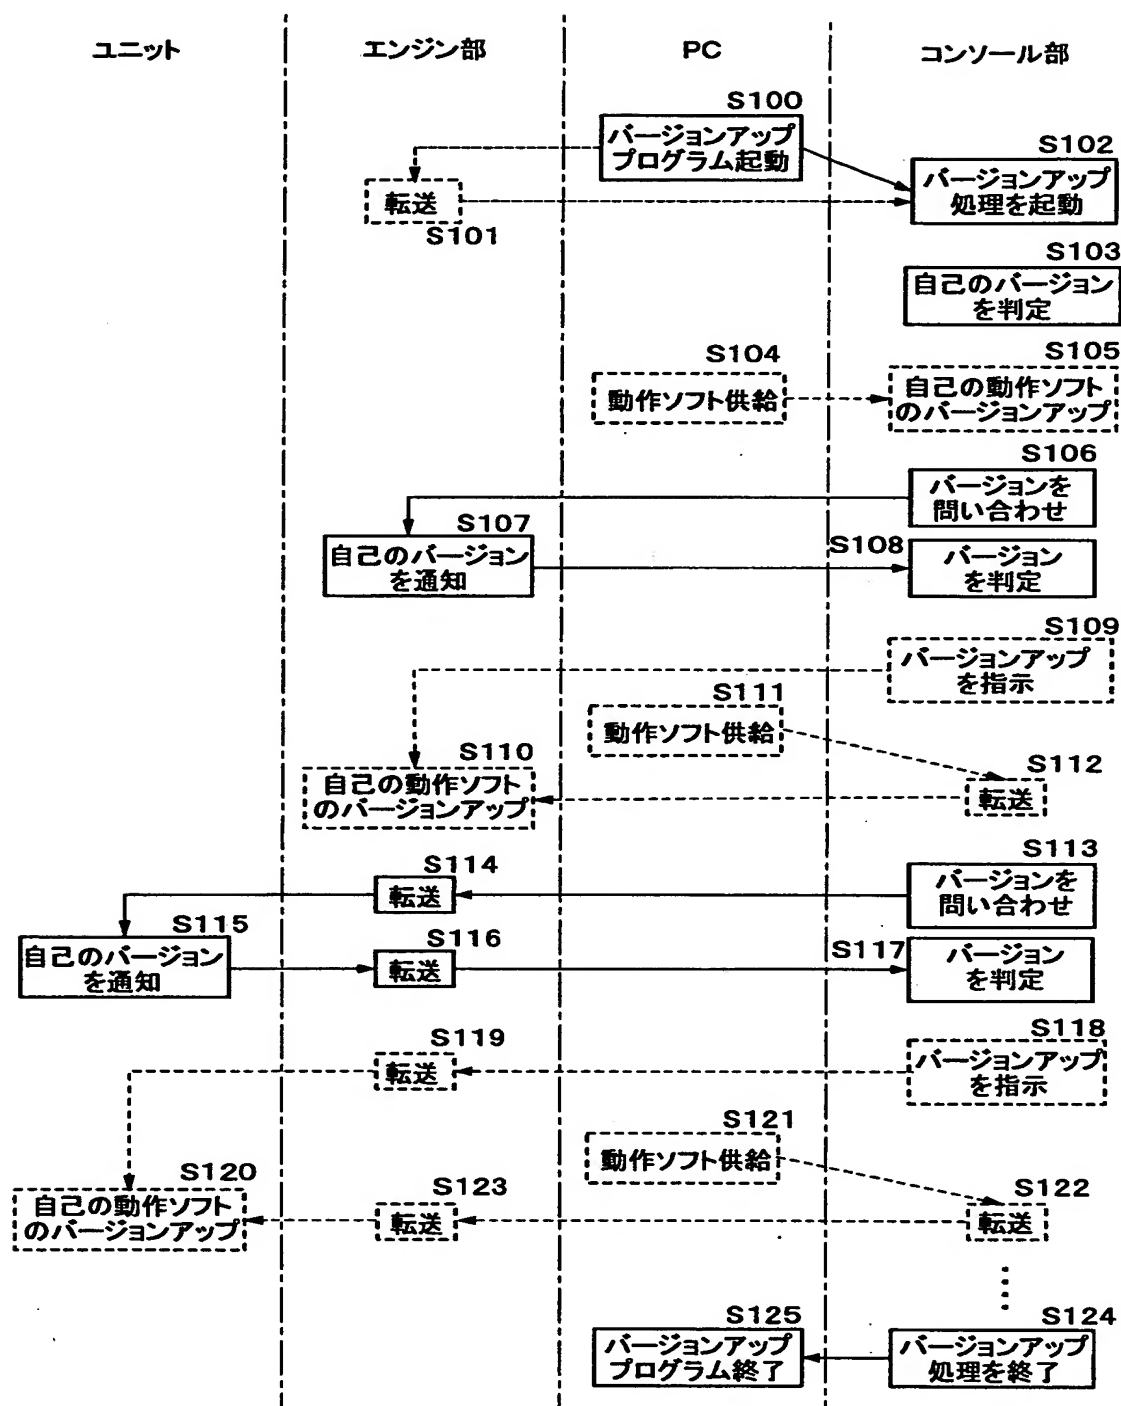 ユニット
エンジン部
PC
コンソール部
S100
バージョンアップ
プログラム起動
S102
バージョンアップ
処理を起動
転送
S101
S103
自己のバージョン
を判定
S104
動作ソフト供給
S105
自己の動作ソフト
のバージョンアップ
S106
バージョンを
問い合わせ
S107
自己のバージョン
を通知
S108
バージョン
を判定
S109
バージョンアップ
を指示
S111
動作ソフト供給
S110
自己の動作ソフト
のバージョンアップ
S112
転送
S113
バージョンを
問い合わせ
S114
転送
S115
自己のバージョン
を通知
S116
転送
S117
バージョン
を判定
S118
バージョンアップ
を指示
S119
転送
S121
動作ソフト供給
S120
自己の動作ソフト
のバージョンアップ
S123
転送
S122
転送
S125
バージョンアップ
プログラム終了
S124
バージョンアップ
処理を終了